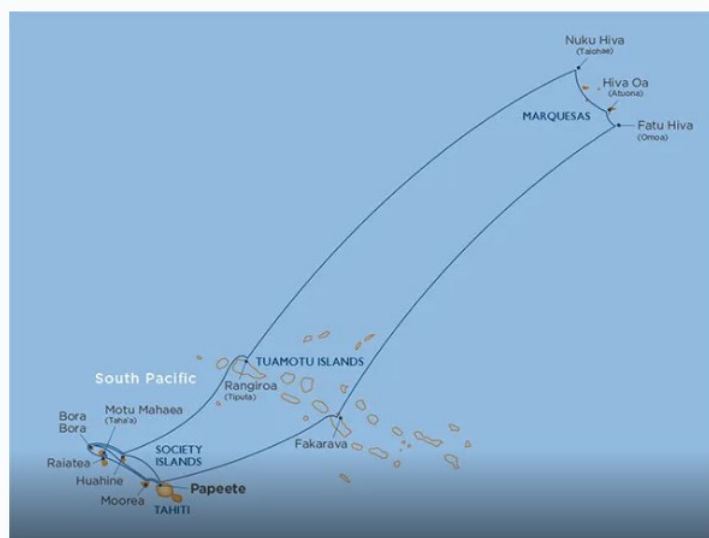 Nuku Hiva
(Taiohae)
Hiva Oa
(Atuona)
MARQUESAS
Fatu Hiva
(Omoa)
TUAMOTU ISLANDS
South Pacific
Rangiroa
(Tiputa)
Motu Mahaea
(Taha'a)
Bora
Bora
Fakarava
SOCIETY
ISLANDS
Raiatea
Huahine
Papeete
Moorea
TAHITI